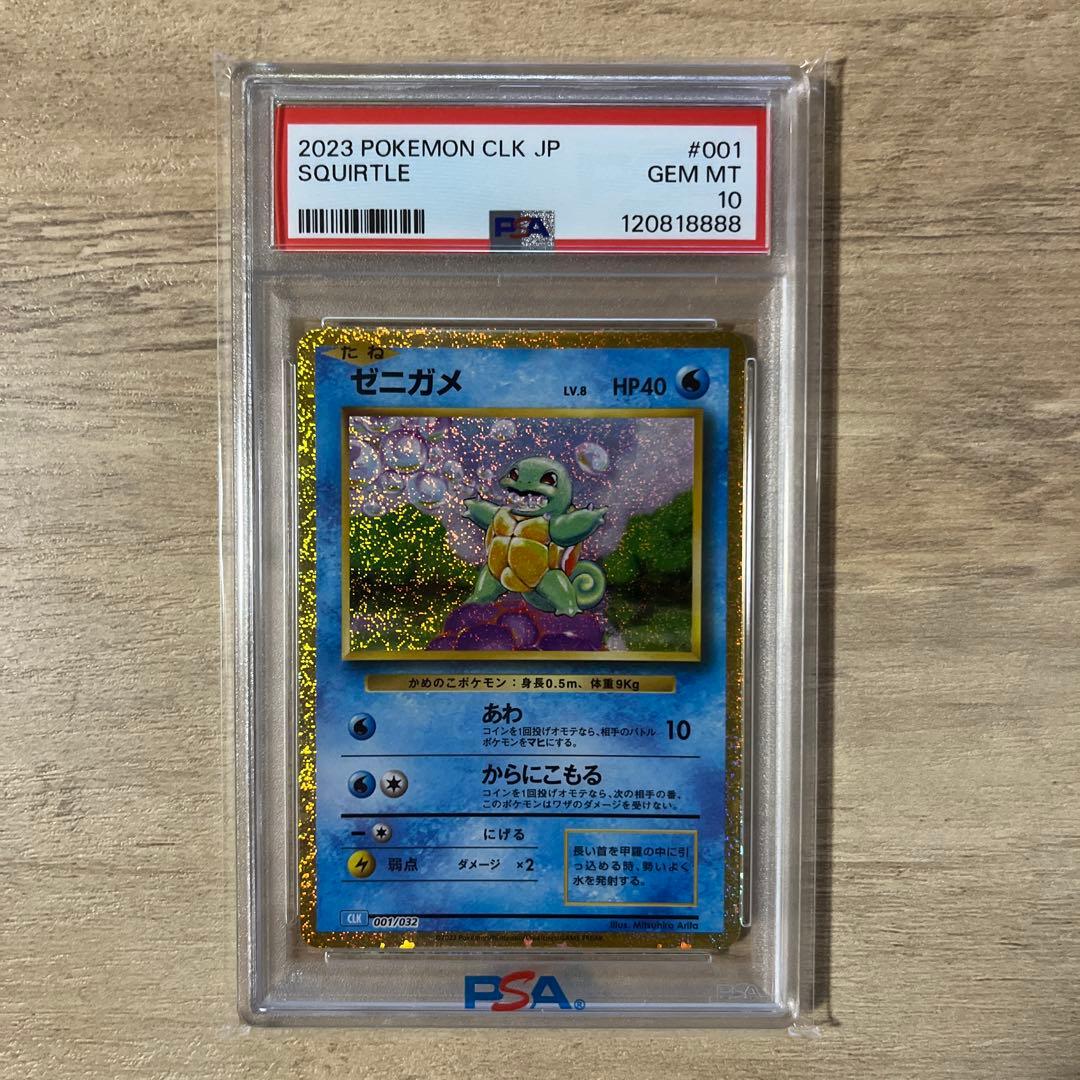 2023 POKEMON CLK JP #001
SQUIRTLE GEM MT
10
120818888
PSA
たね
ゼニガメ LV.8 HP40
かめのこポケモン：身長0.5m、体重9Kg
あわ 10
コインを1回投げオモテなら、相手のバトル
ポケモンをマヒにする。
からにこもる
コインを1回投げオモテなら、次の相手の番、
このポケモンはワザのダメージを受けない。
にげる
弱点 ダメージ ×2
長い首を甲羅の中に引
っ込める時、勢いよく
水を発射する。
CLK 001/032
Illus. Mitsuhiro Arita
©2023 Pokémon/Nintendo/Creatures/GAME FREAK.
PSA®
PSA